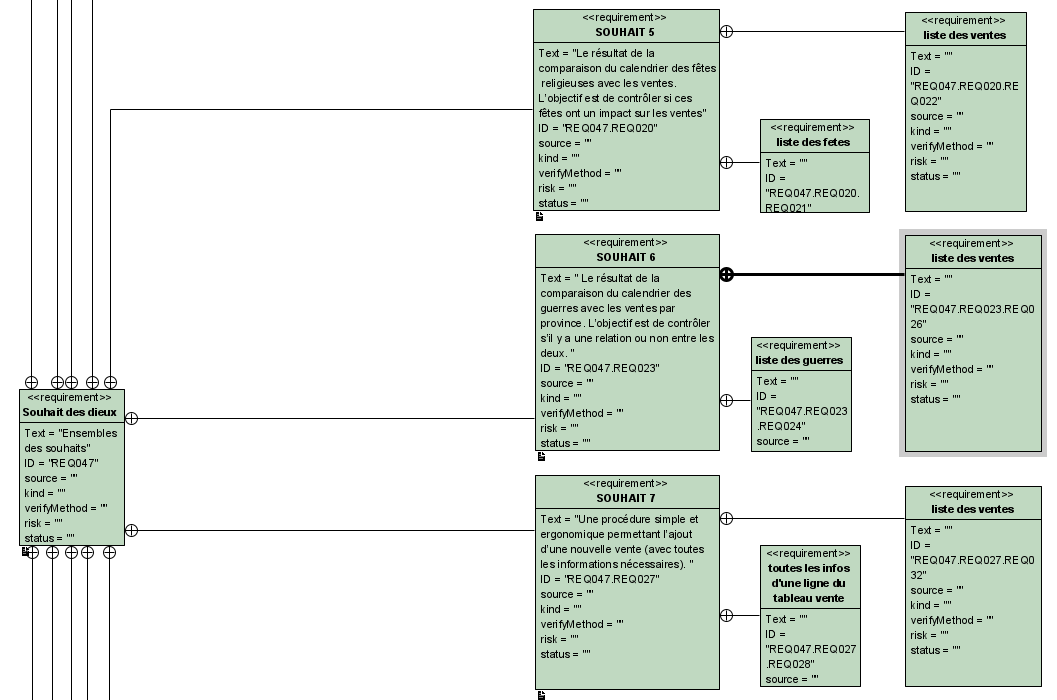 <<requirement>>
SOUHAIT 5
Text = "Le résultat de la
comparaison du calendrier des fêtes
religieuses avec les ventes.
L'objectif est de contrôler si ces
fêtes ont un impact sur les ventes"
ID = "REQ047.REQ020"
source = ""
kind = ""
verifyMethod = ""
risk = ""
status = ""
<<requirement>>
liste des fetes
Text = ""
ID =
"REQ047.REQ020.
REQ021"
<<requirement>>
liste des ventes
Text = ""
ID =
"REQ047.REQ020.RE
Q022"
source = ""
kind = ""
verifyMethod = ""
risk = ""
status = ""
<<requirement>>
SOUHAIT 6
Text = " Le résultat de la
comparaison du calendrier des
guerres avec les ventes par
province. L'objectif est de contrôler
s'il y a une relation ou non entre les
deux. "
ID = "REQ047.REQ023"
source = ""
kind = ""
verifyMethod = ""
risk = ""
status = ""
<<requirement>>
liste des guerres
Text = ""
ID =
"REQ047.REQ023
.REQ024"
source = ""
<<requirement>>
liste des ventes
Text = ""
ID =
"REQ047.REQ023.REQ0
26"
source = ""
kind = ""
verifyMethod = ""
risk = ""
status = ""
<<requirement>>
Souhait des dieux
Text = "Ensembles
des souhaits"
ID = "REQ047"
source = ""
kind = ""
verifyMethod = ""
risk = ""
status = ""
<<requirement>>
SOUHAIT 7
Text = "Une procédure simple et
ergonomique permettant l'ajout
d'une nouvelle vente (avec toutes
les informations nécessaires). "
ID = "REQ047.REQ027"
source = ""
kind = ""
verifyMethod = ""
risk = ""
status = ""
<<requirement>>
toutes les infos
d'une ligne du
tableau vente
Text = ""
ID =
"REQ047.REQ027
.REQ028"
source = ""
<<requirement>>
liste des ventes
Text = ""
ID =
"REQ047.REQ027.REQ0
32"
source = ""
kind = ""
verifyMethod = ""
risk = ""
status = ""